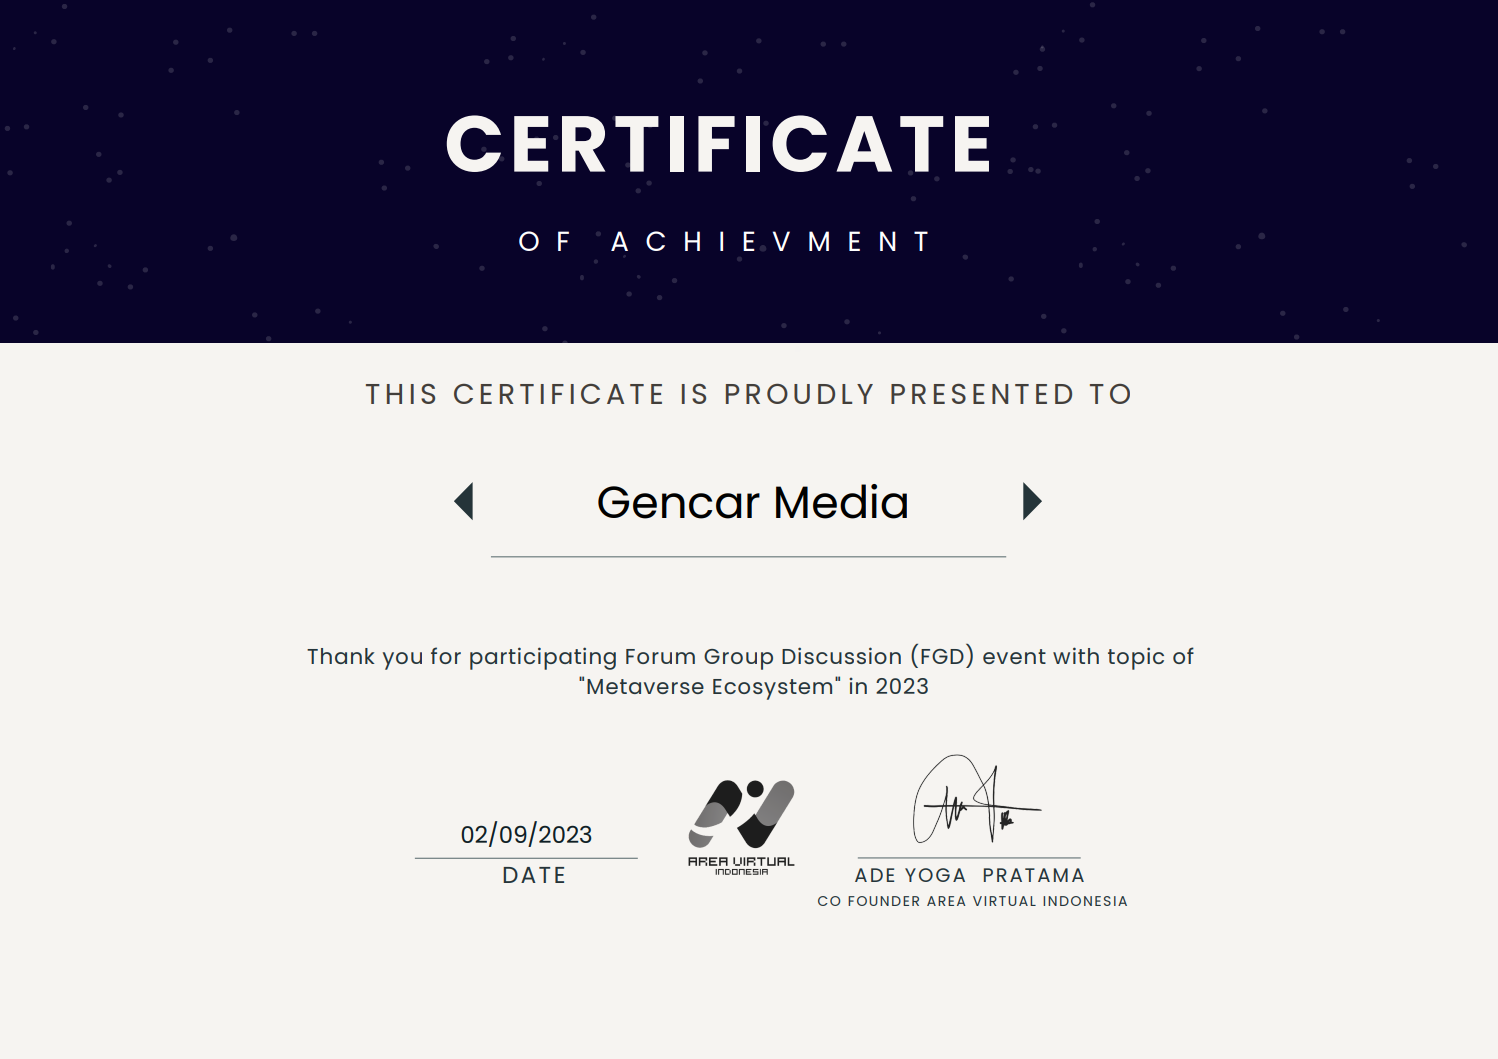 CERTIFICATE
OF ACHIEVMENT
THIS CERTIFICATE IS PROUDLY PRESENTED TO
Gencar Media
Thank you for participating Forum Group Discussion (FGD) event with topic of
"Metaverse Ecosystem" in 2023
02/09/2023
DATE
AREA VIRTUAL
INDONESIA
ADE YOGA PRATAMA
CO FOUNDER AREA VIRTUAL INDONESIA